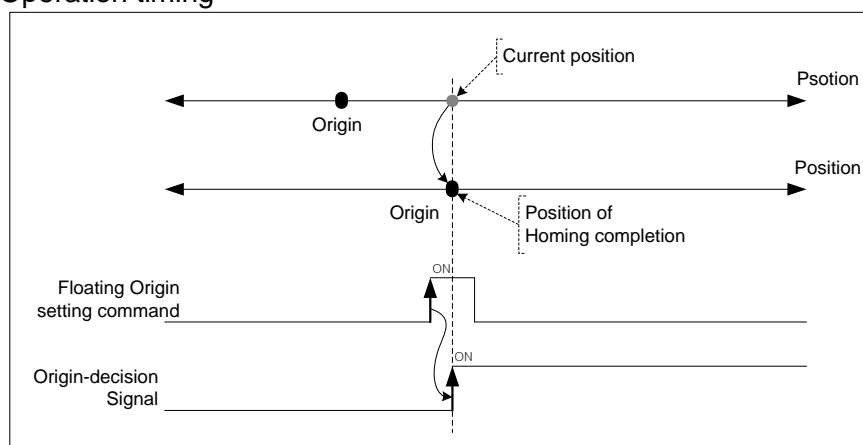 Operation timing
Current position
Psotion
Origin
Position
Origin
Position of
Homing completion
ON
Floating Origin
setting command
ON
Origin-decision
Signal